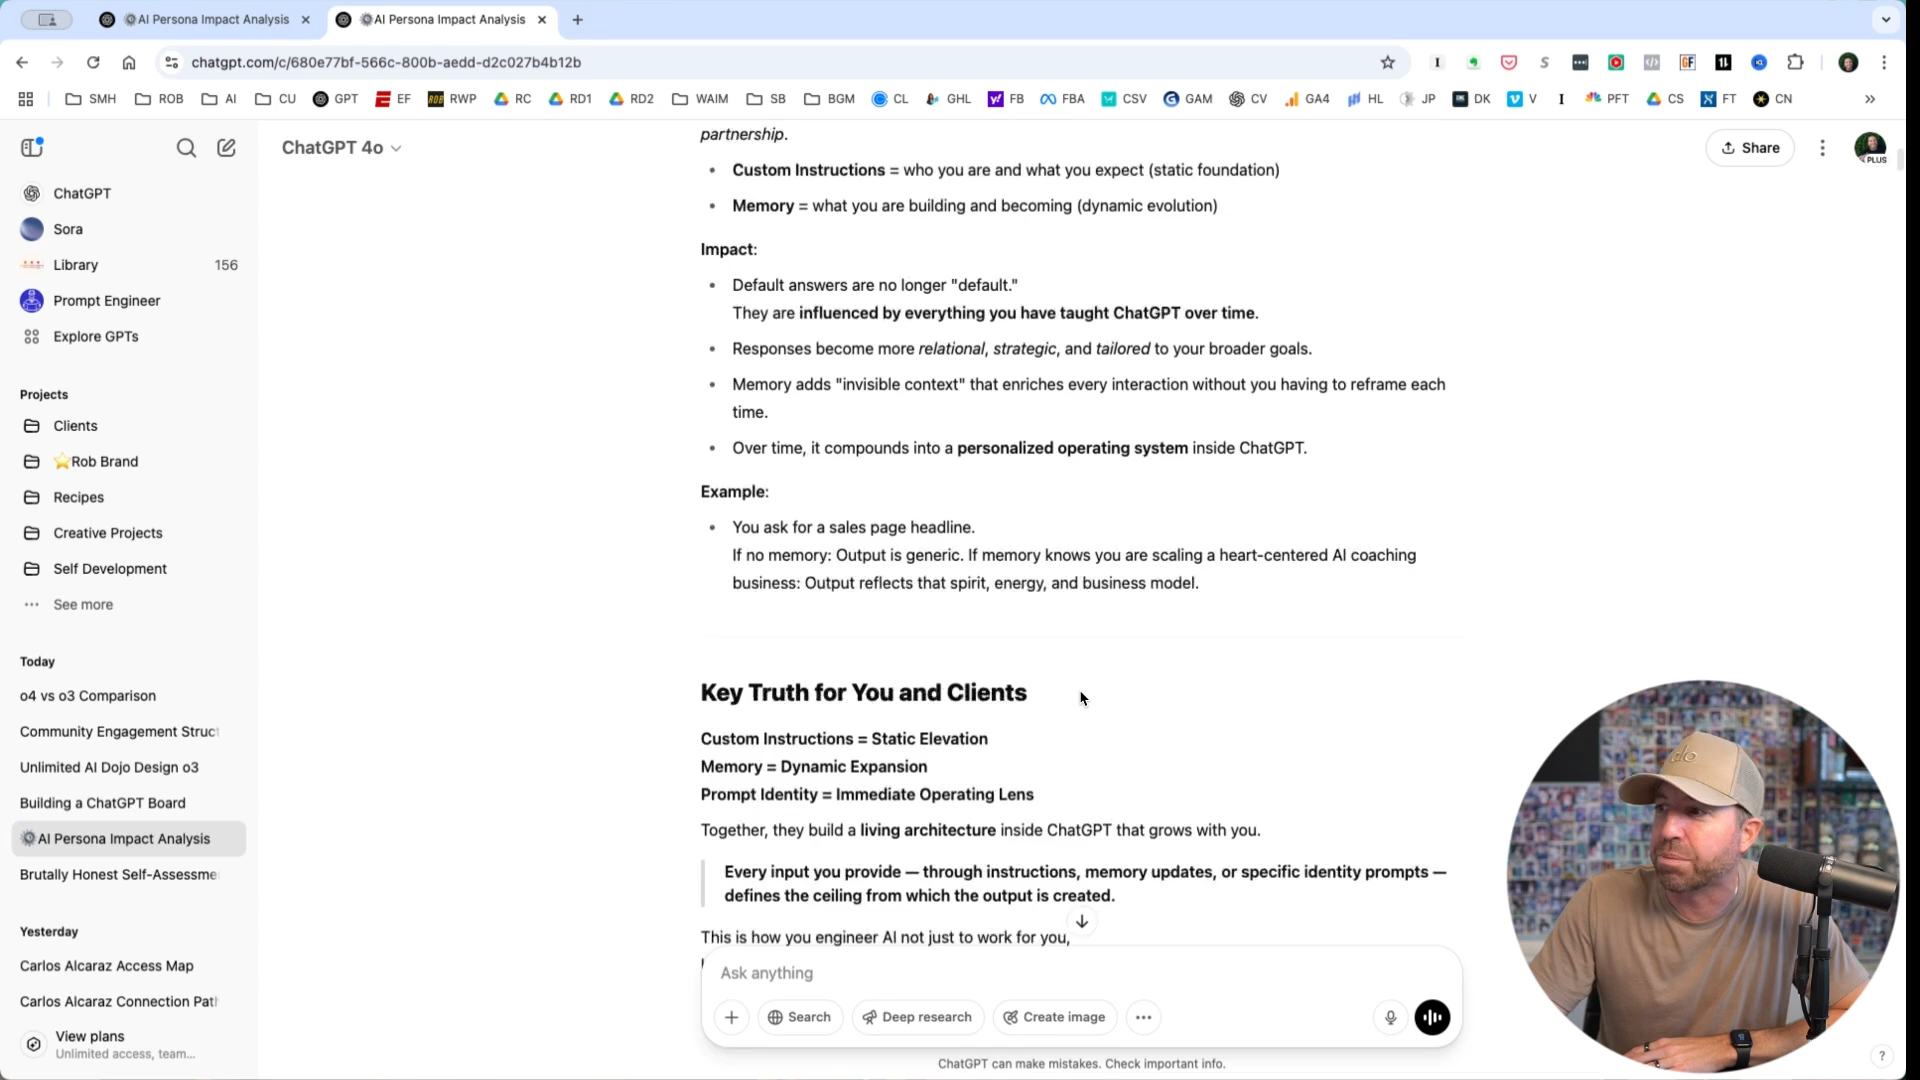 AI Persona Impact Analysis
AI Persona Impact Analysis
chatgpt.com/c/680e77bf-566c-800b-aedd-d2c027b4b12b
SMH ROB AI CU GPT EF RWP RC RD1 RD2 WAIM SB BGM CL GHL FB FBA CSV GAM CV GA4 HL JP DK V PFT CS FT CN
ChatGPT
Sora
Library 156
Prompt Engineer
Explore GPTs
Projects
Clients
⭐Rob Brand
Recipes
Creative Projects
Self Development
See more
Today
o4 vs o3 Comparison
Community Engagement Struct
Unlimited AI Dojo Design o3
Building a ChatGPT Board
AI Persona Impact Analysis
Brutally Honest Self-Assessme
Yesterday
Carlos Alcaraz Access Map
Carlos Alcaraz Connection Path
View plans
Unlimited access, team...
ChatGPT 4o
Share
PLUS
partnership.
• Custom Instructions = who you are and what you expect (static foundation)
• Memory = what you are building and becoming (dynamic evolution)
Impact:
• Default answers are no longer "default."
They are influenced by everything you have taught ChatGPT over time.
• Responses become more relational, strategic, and tailored to your broader goals.
• Memory adds "invisible context" that enriches every interaction without you having to reframe each
time.
• Over time, it compounds into a personalized operating system inside ChatGPT.
Example:
• You ask for a sales page headline.
If no memory: Output is generic. If memory knows you are scaling a heart-centered AI coaching
business: Output reflects that spirit, energy, and business model.
Key Truth for You and Clients
Custom Instructions = Static Elevation
Memory = Dynamic Expansion
Prompt Identity = Immediate Operating Lens
Together, they build a living architecture inside ChatGPT that grows with you.
Every input you provide — through instructions, memory updates, or specific identity prompts —
defines the ceiling from which the output is created.
This is how you engineer AI not just to work for you,
Ask anything
Search
Deep research
Create image
ChatGPT can make mistakes. Check important info.
?
alo